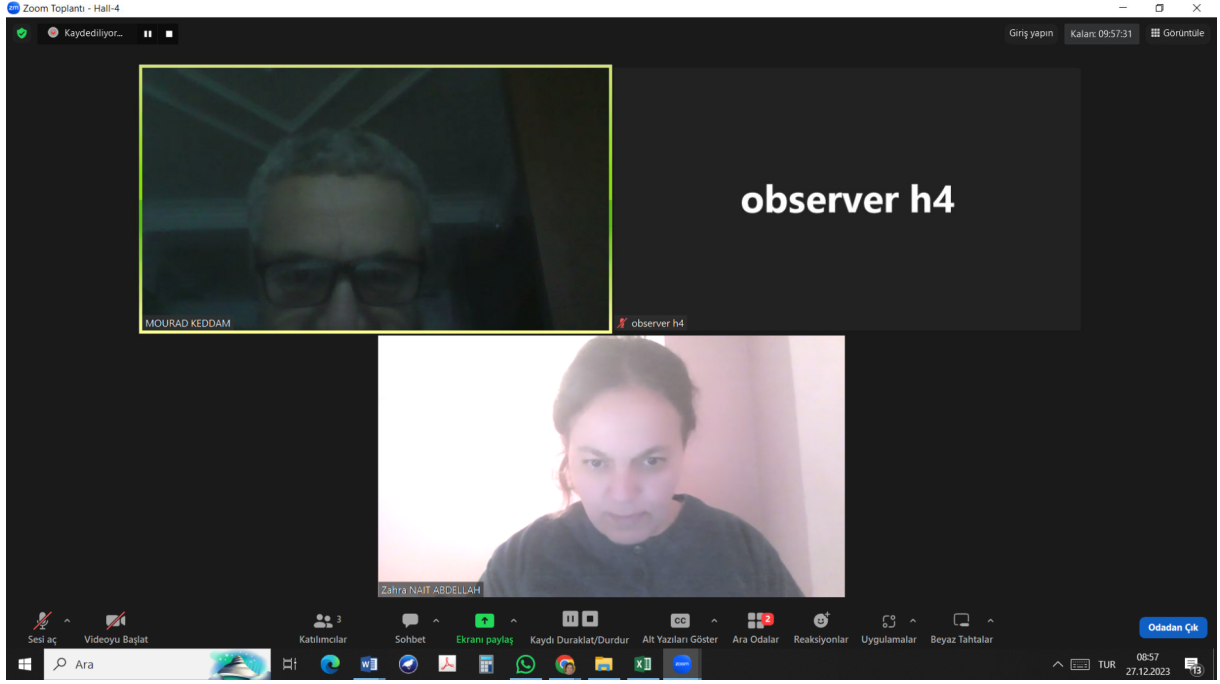 zm Zoom Toplantı - Hall-4
Kaydediliyor...
Giriş yapın
Kalan: 09:57:31
Görüntüle
MOURAD KEDDAM
observer h4
observer h4
Zahra NAIT ABDELLAH
Sesi aç
Videoyu Başlat
3
Katılımcılar
Sohbet
Ekranı paylaş
Kaydı Duraklat/Durdur
CC
Alt Yazıları Göster
2
Ara Odalar
Reaksiyonlar
Uygulamalar
Beyaz Tahtalar
Odadan Çık
Ara
zoom
TUR
08:57
27.12.2023
13